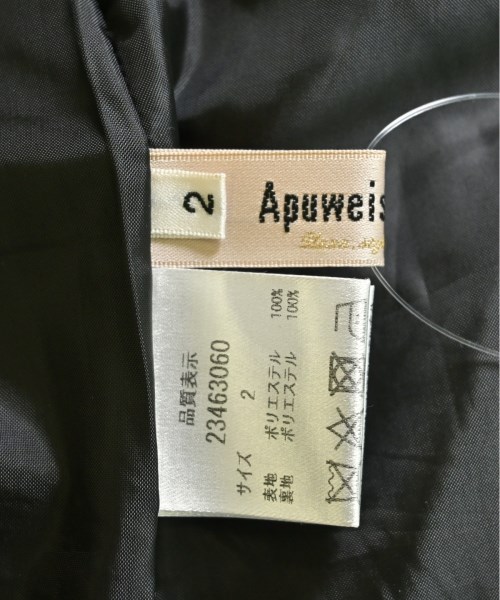 2
Apuweis
品質表示
23463060
サイズ 2
表地 ポリエステル 100%
裏地 ポリエステル 100%